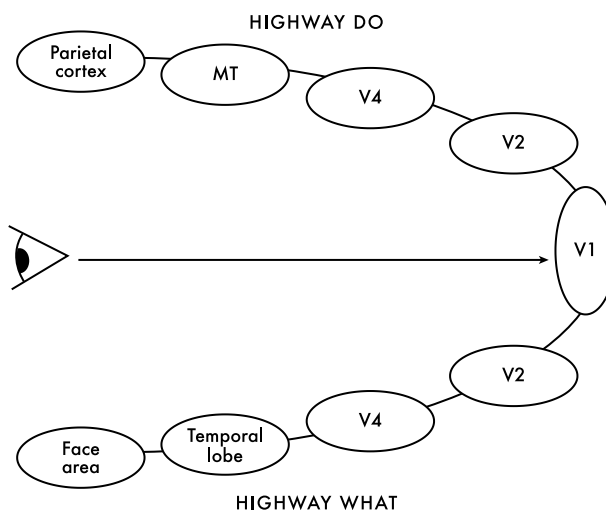 HIGHWAY DO
Parietal
cortex
MT
V4
V2
V1
V2
V4
Temporal
lobe
Face
area
HIGHWAY WHAT